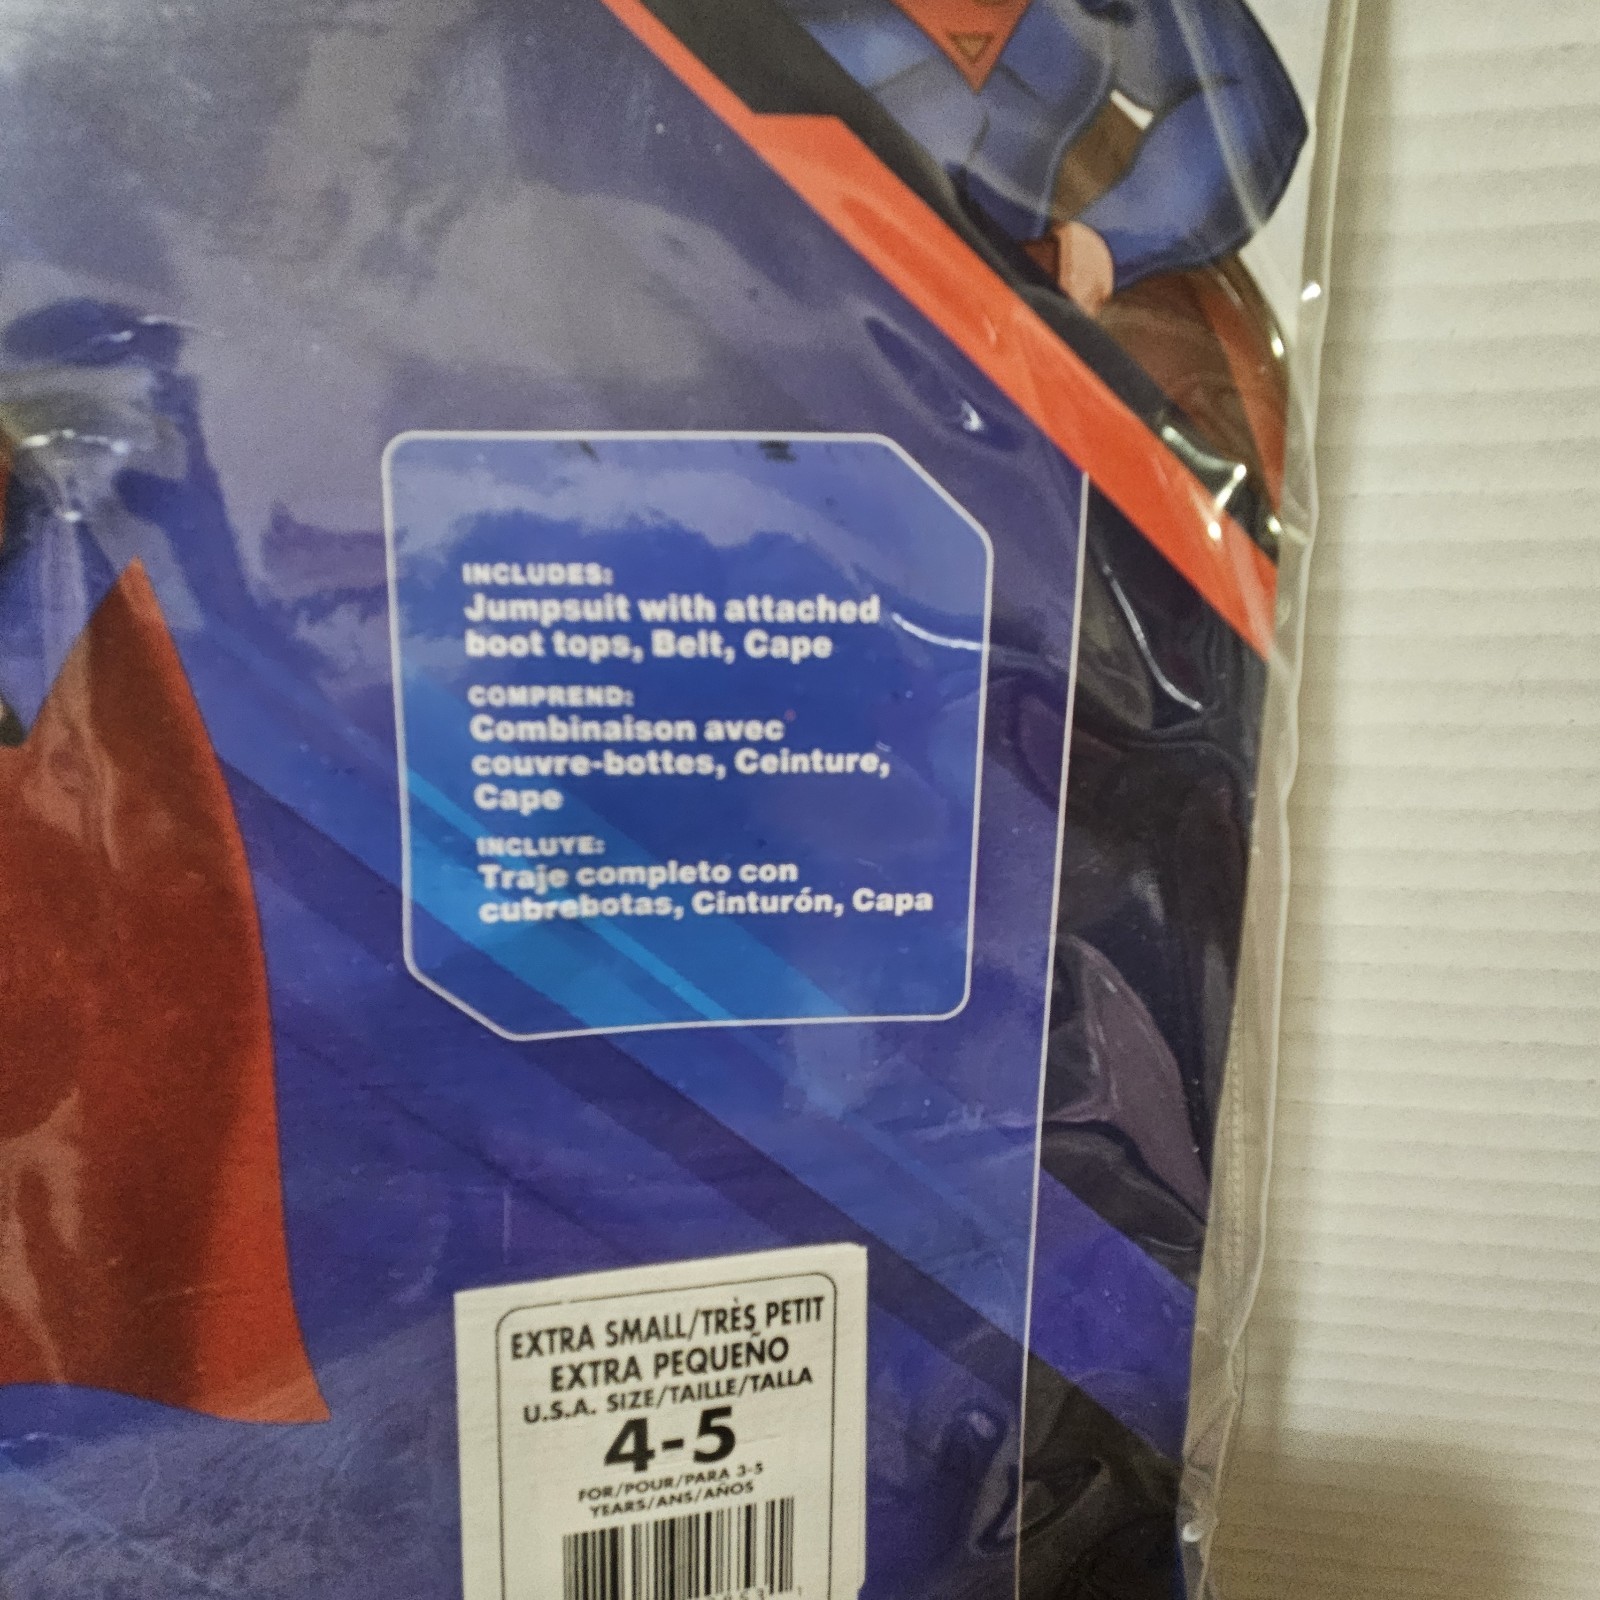 INCLUDES:
Jumpsuit with attached
boot tops, Belt, Cape
COMPREND:
Combinaison avec
couvre-bottes, Ceinture,
Cape
INCLUYE:
Traje completo con
cubrebotas, Cinturón, Capa
EXTRA SMALL/TRÈS PETIT
EXTRA PEQUEÑO
U.S.A. SIZE/TAILLE/TALLA
4-5
FOR/POUR/PARA 3-5
YEARS/ANS/AÑOS